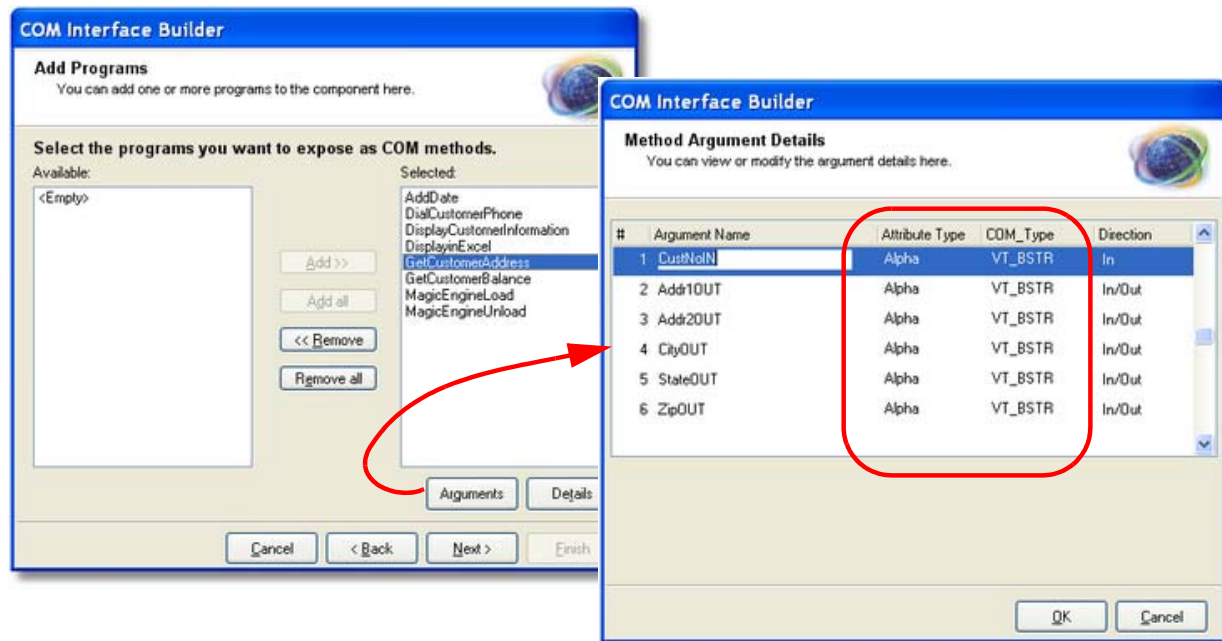 COM Interface Builder
Add Programs
You can add one or more programs to the component here.
Select the programs you want to expose as COM methods.
Available:
Selected:
<Empty>
AddDate
DialCustomerPhone
DisplayCustomerInformation
DisplayinExcel
GetCustomerAddress
GetCustomerBalance
MagicEngineLoad
MagicEngineUnload
Add >>
Add all
<< Remove
Remove all
Arguments
Details
Cancel
< Back
Next >
Finish
COM Interface Builder
Method Argument Details
You can view or modify the argument details here.
# Argument Name Attribute Type COM_Type Direction
1 CustNoIN Alpha VT_BSTR In
2 Addr1OUT Alpha VT_BSTR In/Out
3 Addr2OUT Alpha VT_BSTR In/Out
4 CityOUT Alpha VT_BSTR In/Out
5 StateOUT Alpha VT_BSTR In/Out
6 ZipOUT Alpha VT_BSTR In/Out
OK
Cancel